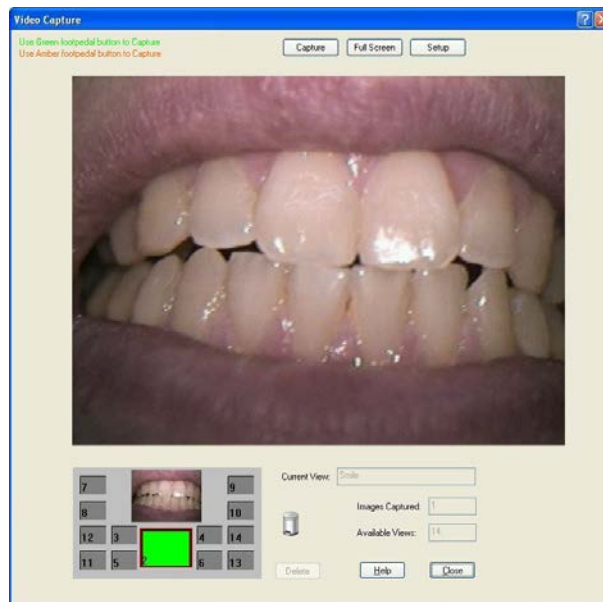 Video Capture
Use Green footpedal button to Capture
Use Amber footpedal button to Capture
Capture Full Screen Setup
7 9
8 10
12 3 4 14
11 5 2 6 13
Current View: Smile
Images Captured: 1
Available Views: 14
Delete Help Close